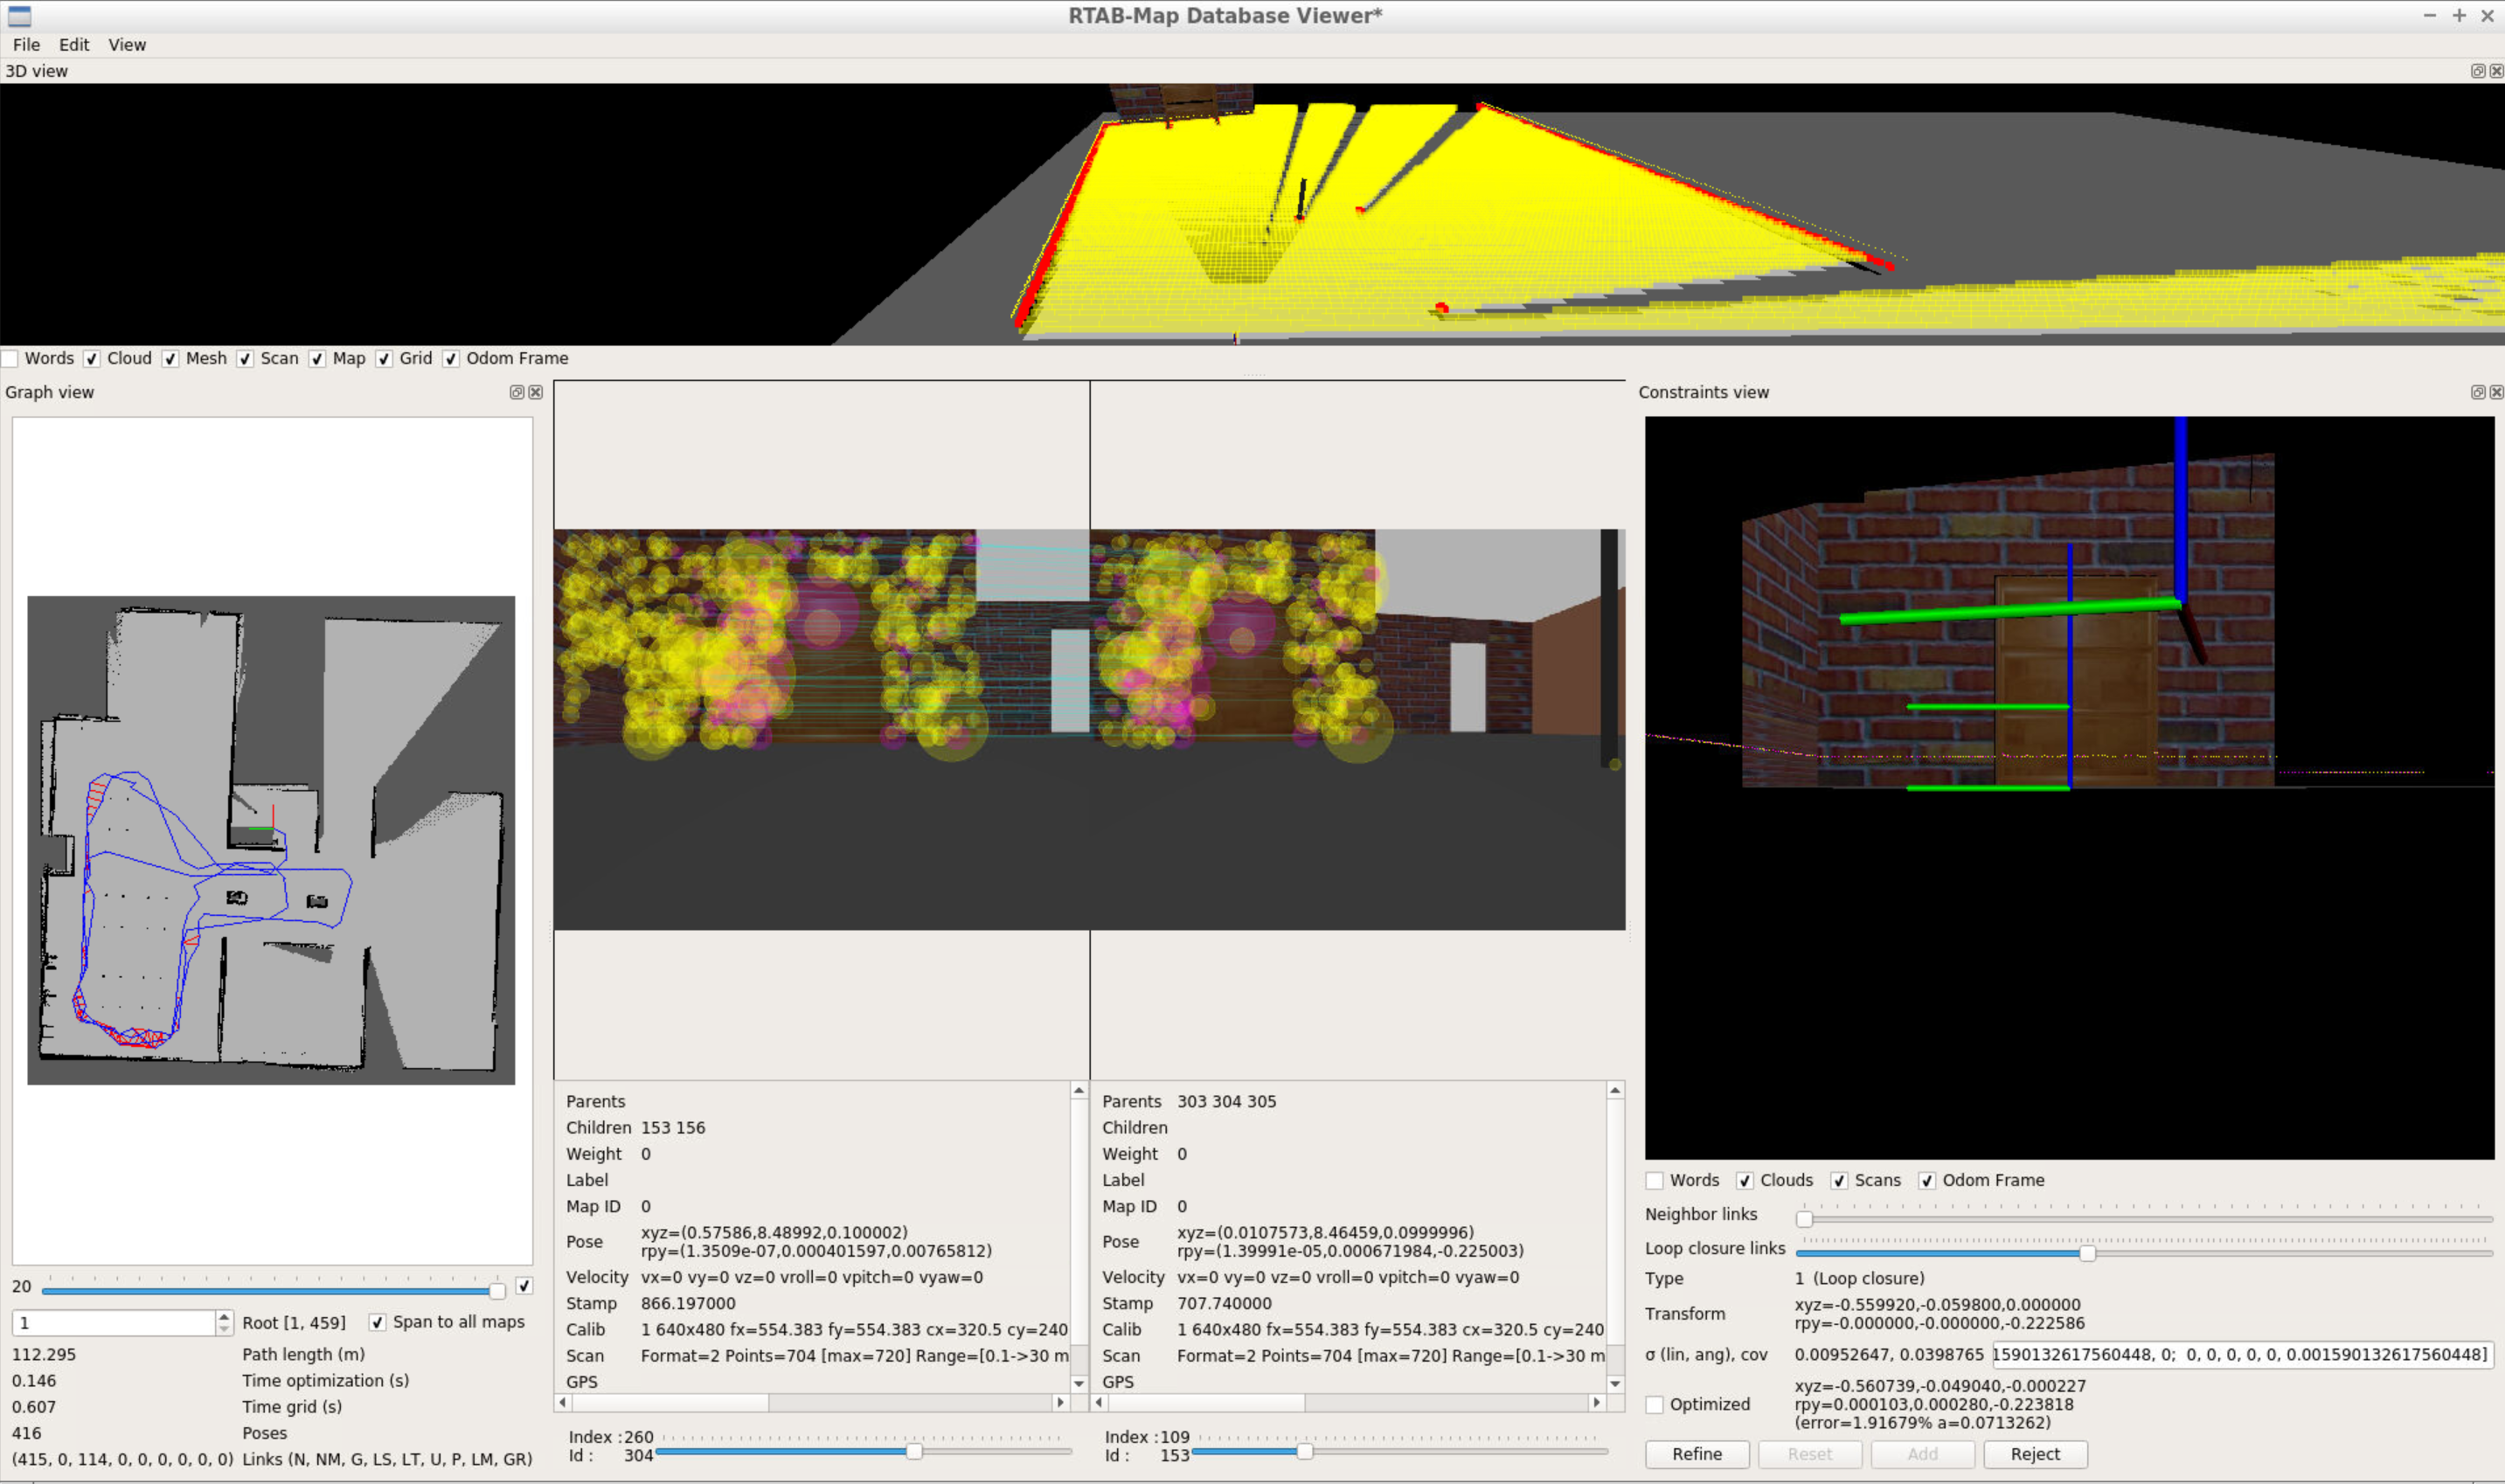 RTAB-Map Database Viewer*
File Edit View
3D view
Words Cloud Mesh Scan Map Grid Odom Frame
Graph view
Constraints view
20
1 Root [1, 459] Span to all maps
112.295 Path length (m)
0.146 Time optimization (s)
0.607 Time grid (s)
416 Poses
(415, 0, 114, 0, 0, 0, 0, 0, 0) Links (N, NM, G, LS, LT, U, P, LM, GR)
Parents
Children 153 156
Weight 0
Label
Map ID 0
Pose xyz=(0.57586,8.48992,0.100002)
rpy=(1.3509e-07,0.000401597,0.00765812)
Velocity vx=0 vy=0 vz=0 vroll=0 vpitch=0 vyaw=0
Stamp 866.197000
Calib 1 640x480 fx=554.383 fy=554.383 cx=320.5 cy=240
Scan Format=2 Points=704 [max=720] Range=[0.1->30 m
GPS
Index :260
Id : 304
Parents 303 304 305
Children
Weight 0
Label
Map ID 0
Pose xyz=(0.0107573,8.46459,0.0999996)
rpy=(1.39991e-05,0.000671984,-0.225003)
Velocity vx=0 vy=0 vz=0 vroll=0 vpitch=0 vyaw=0
Stamp 707.740000
Calib 1 640x480 fx=554.383 fy=554.383 cx=320.5 cy=240
Scan Format=2 Points=704 [max=720] Range=[0.1->30 m
GPS
Index :109
Id : 153
Words Clouds Scans Odom Frame
Neighbor links
Loop closure links
Type 1 (Loop closure)
Transform xyz=-0.559920,-0.059800,0.000000
rpy=-0.000000,-0.000000,-0.222586
σ (lin, ang), cov 0.00952647, 0.0398765 1590132617560448, 0; 0, 0, 0, 0, 0, 0.001590132617560448]
Optimized xyz=-0.560739,-0.049040,-0.000227
rpy=0.000103,0.000280,-0.223818
(error=1.91679% a=0.0713262)
Refine Reset Add Reject